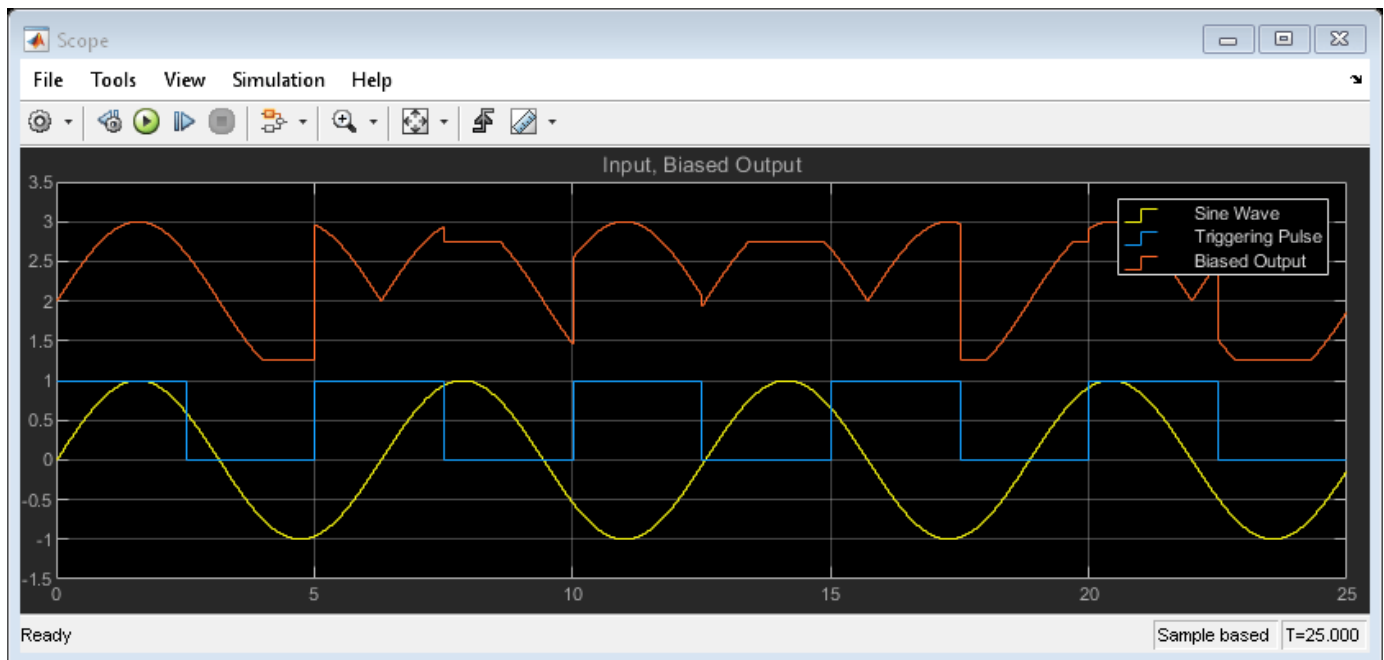 Scope
File Tools View Simulation Help
Input, Biased Output
3.5
3
2.5
2
1.5
1
0.5
0
-0.5
-1
-1.5
Sine Wave
Triggering Pulse
Biased Output
0 5 10 15 20 25
Ready Sample based T=25.000